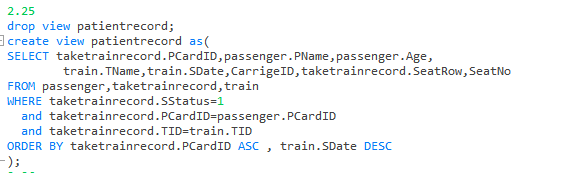 2.25
drop view patientrecord;
create view patientrecord as(
SELECT taketrainrecord.PCardID,passenger.PName,passenger.Age,
train.TName,train.SDate,CarrigeID,taketrainrecord.SeatRow,SeatNo
FROM passenger,taketrainrecord,train
WHERE taketrainrecord.SStatus=1
and taketrainrecord.PCardID=passenger.PCardID
and taketrainrecord.TID=train.TID
ORDER BY taketrainrecord.PCardID ASC , train.SDate DESC
);